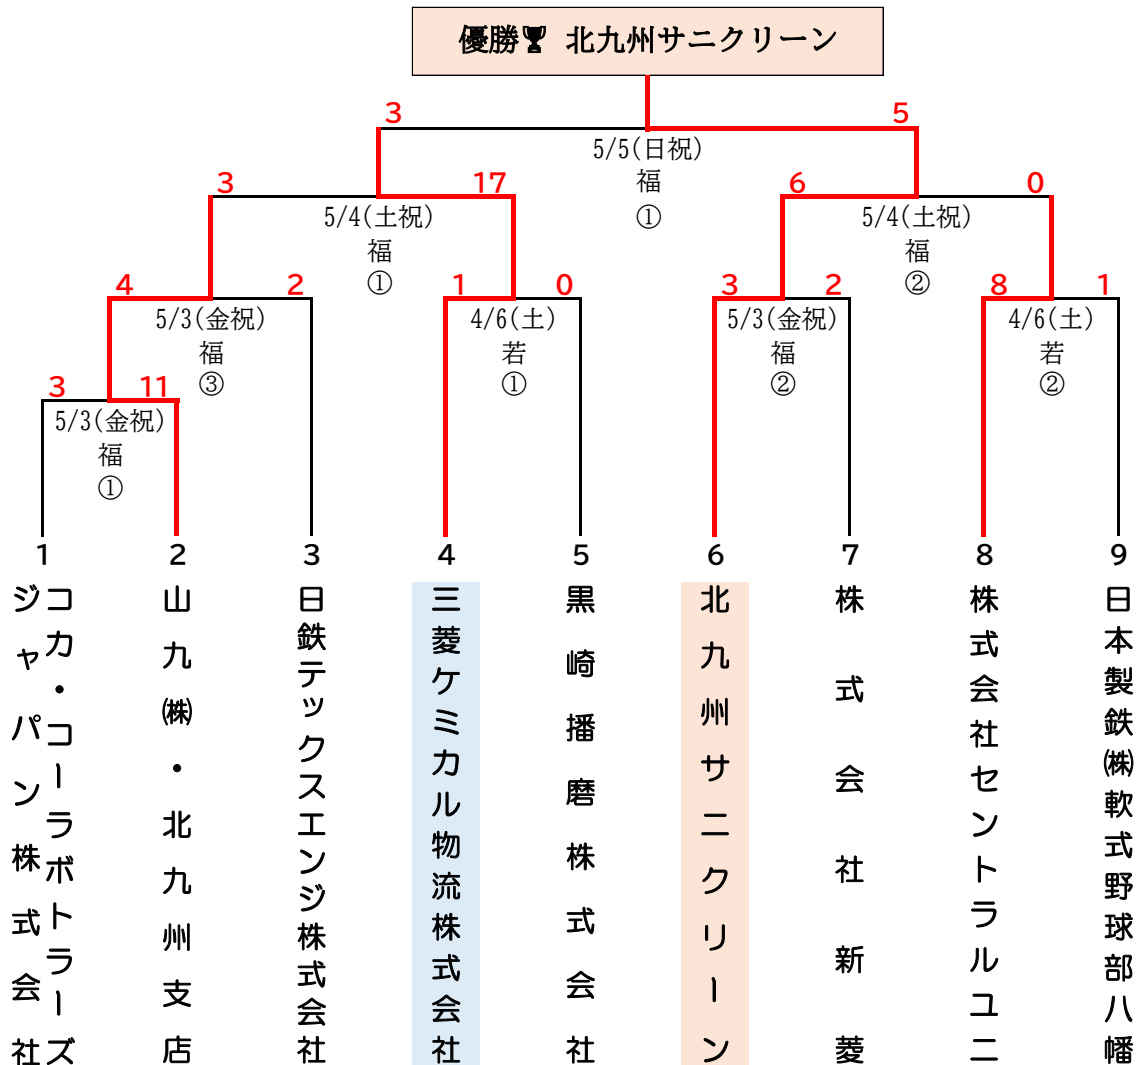 優勝🏆 北九州サニクリーン
3
5
5/5(日祝)
福
①
3
17
6
0
5/4(土祝)
福
①
5/4(土祝)
福
②
4
2
1
0
3
2
8
1
5/3(金祝)
福
③
4/6(土)
若
①
5/3(金祝)
福
②
4/6(土)
若
②
3
11
5/3(金祝)
福
①
1
2
3
4
5
6
7
8
9
コカ・コーラボトラーズ
ジャパン株式会社
山九㈱・北九州支店
日鉄テックスエンジ株式会社
三菱ケミカル物流株式会社
黒崎播磨株式会社
北九州サニクリーン
株式会社新菱
株式会社セントラルユニ
日本製鉄㈱軟式野球部八幡